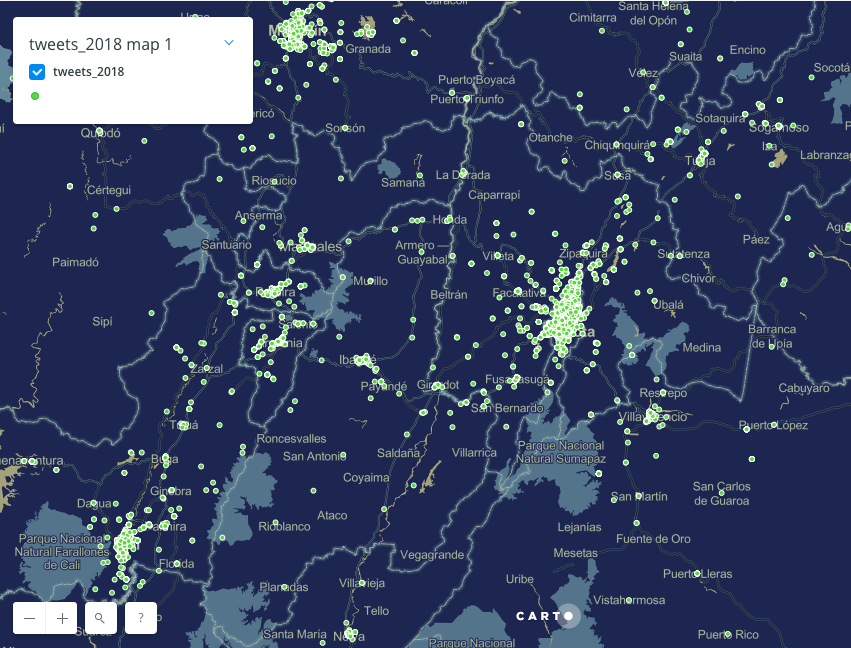 Caracolí
Santa Helena
del Opón
Cimitarra
tweets_2018 map 1
tweets_2018
Granada
Suaita
Encino
Vélez
Socotá
Puerto Boyacá
Puerto Triunfo
Sotaquirá
Sogamoso
Quibdó
Sonsón
Otanche
Chiquinquirá
Tunja
Labranza
Cértegui
Riosucio
Samaná
La Dorada
Susa
Caparrapí
Anserma
Honda
Santuario
Manizales
Armero —
Guayabal
Villeta
Zipaquirá
Sutatenza
Páez
Paimadó
Chivor
Murillo
Beltrán
Facatativá
Ubalá
Sipí
Medina
Barranca
de Upía
Zarzal
Ibagué
Payandé
Girardot
Fusagasugá
San Bernardo
Restrepo
Cabuyaro
Villavicencio
Puerto López
Tuluá
Roncesvalles
San Antonio
Saldaña
Villarrica
Parque Nacional
Natural Sumapaz
Buga
Coyaima
Ginebra
Dagua
Ataco
Rioblanco
San Martín
San Carlos
de Guaroa
Palmira
Parque Nacional
Natural Farallones
de Cali
Lejanías
Fuente de Oro
Vegagrande
Mesetas
Florida
Planadas
Villavieja
Uribe
Puerto Lleras
Vistahermosa
Tello
CARTO
?
Santa María
Neiva
Parque Nacional
Puerto Rico